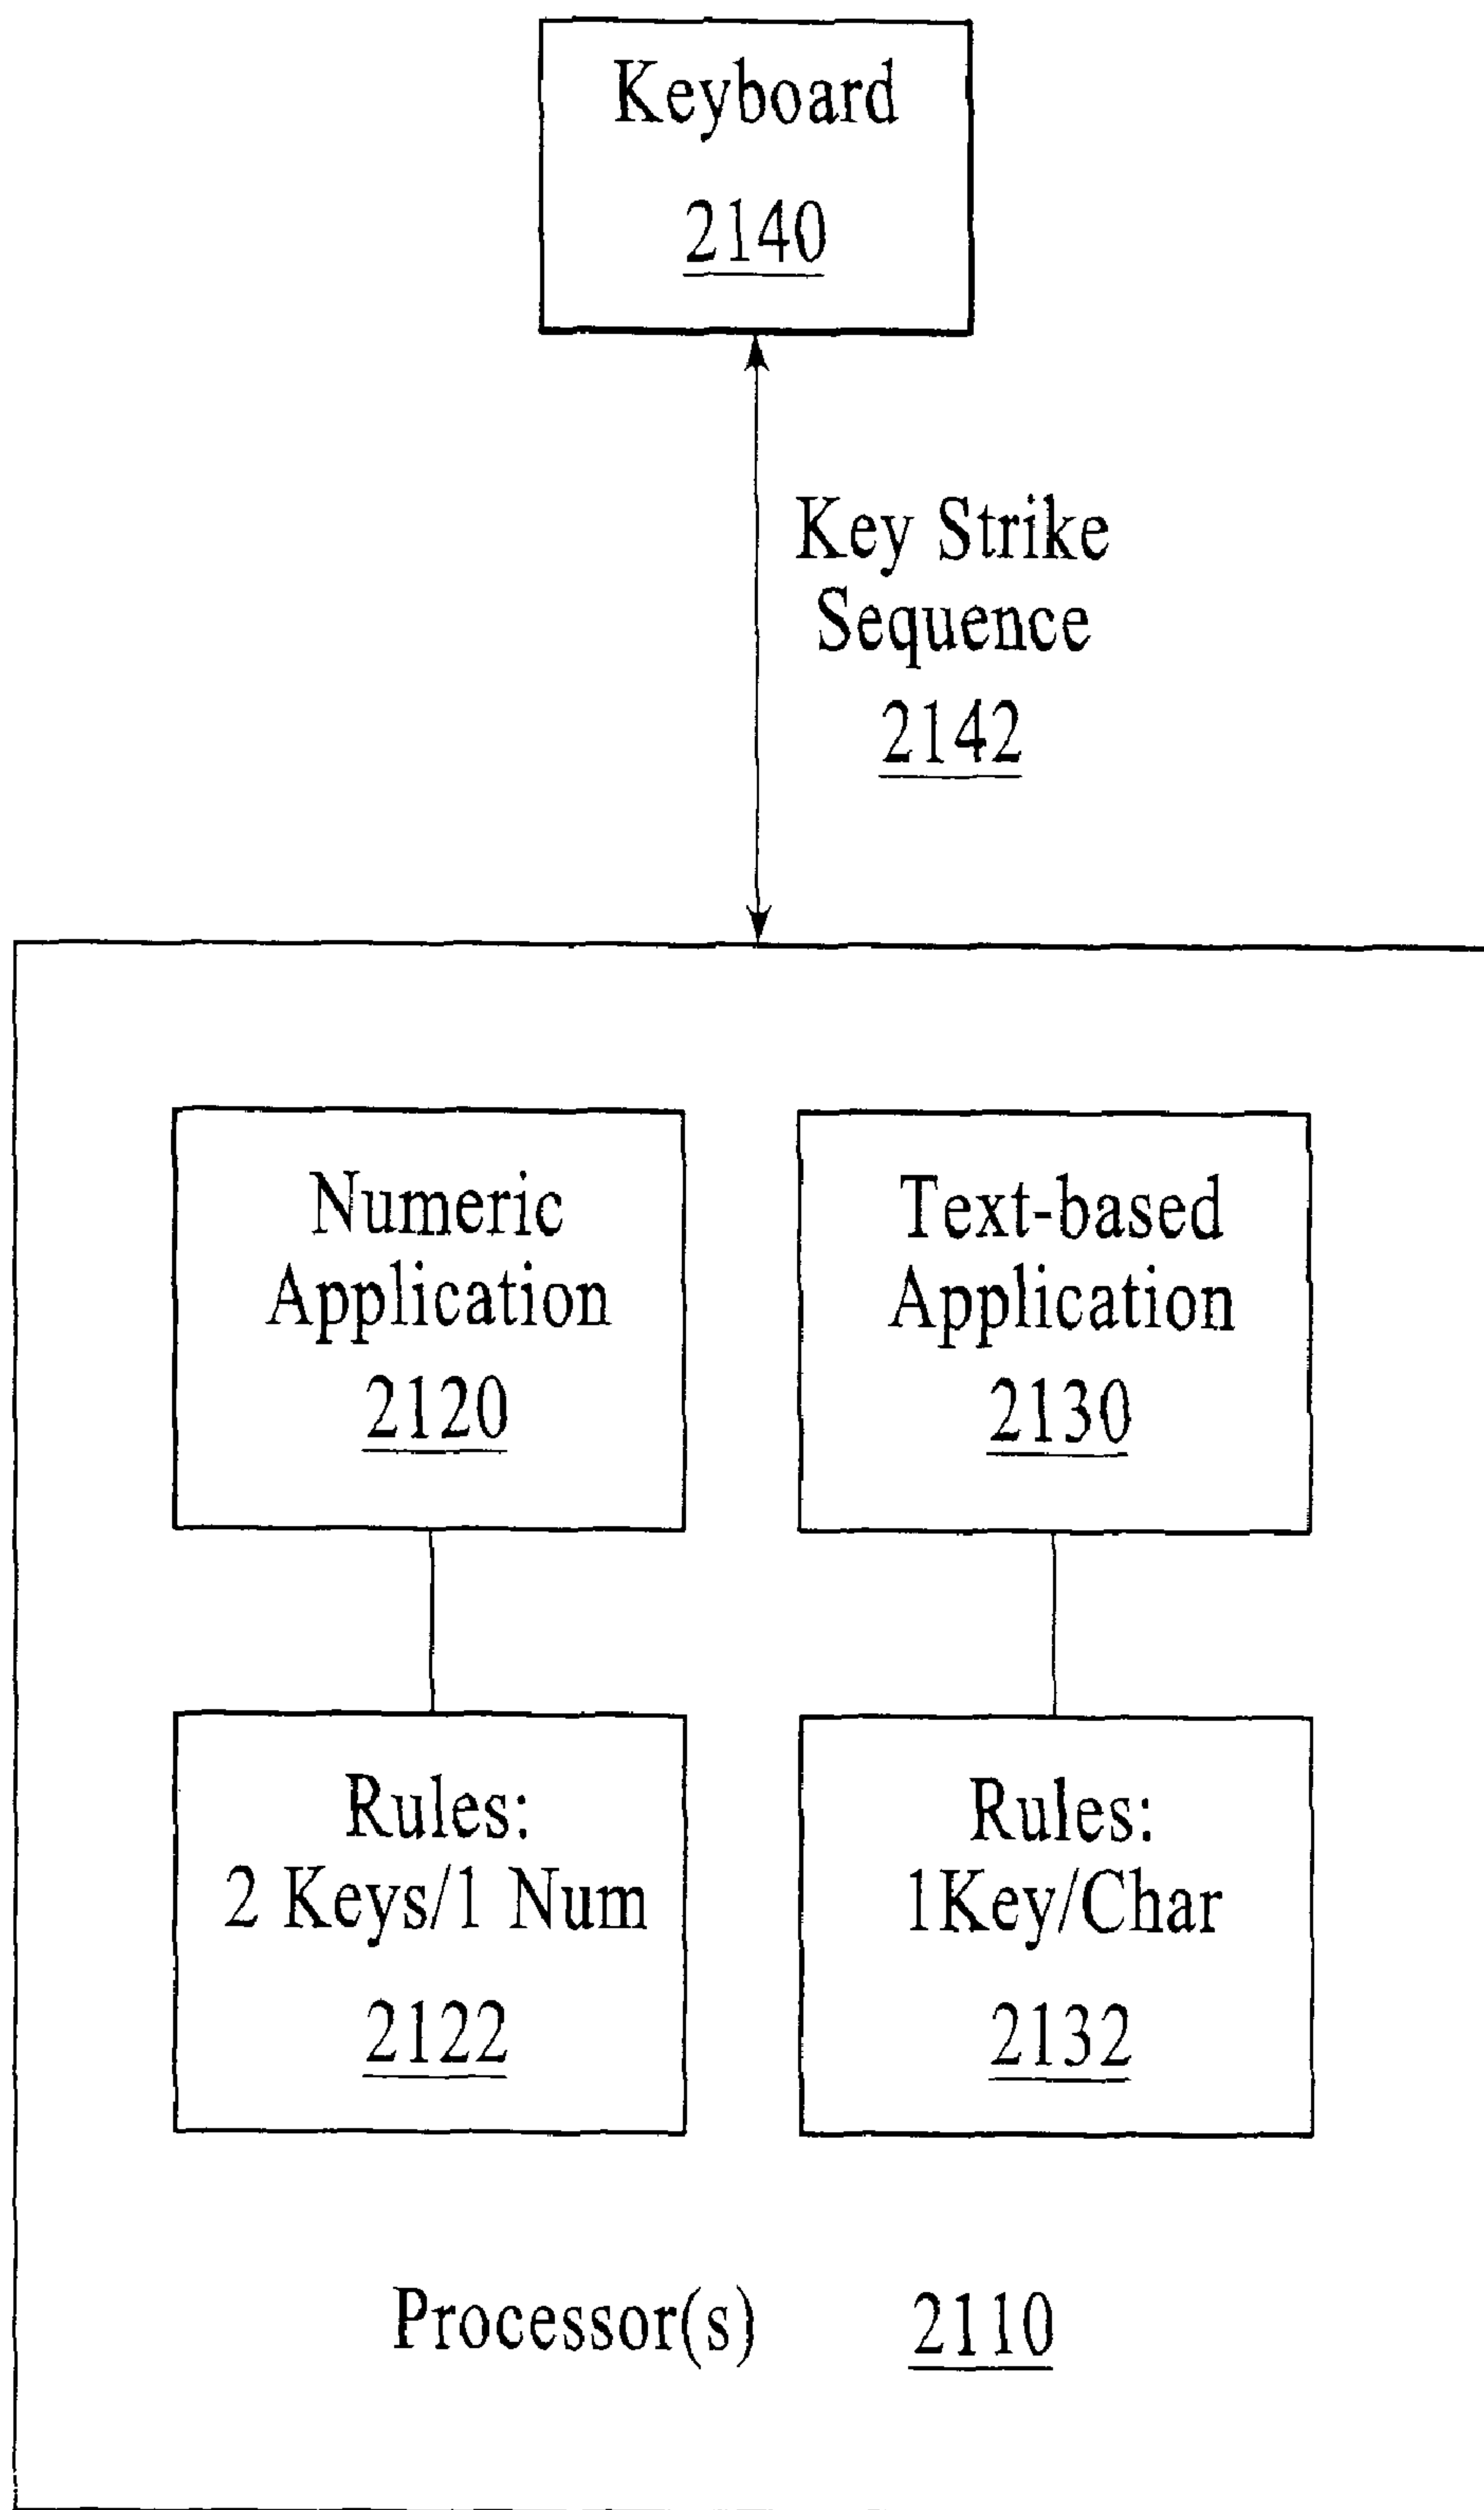 Keyboard
2140
Key Strike
Sequence
2142
Numeric
Application
2120
Text-based
Application
2130
Rules:
2 Keys/1 Num
2122
Rules:
1Key/Char
2132
Processor(s) 2110